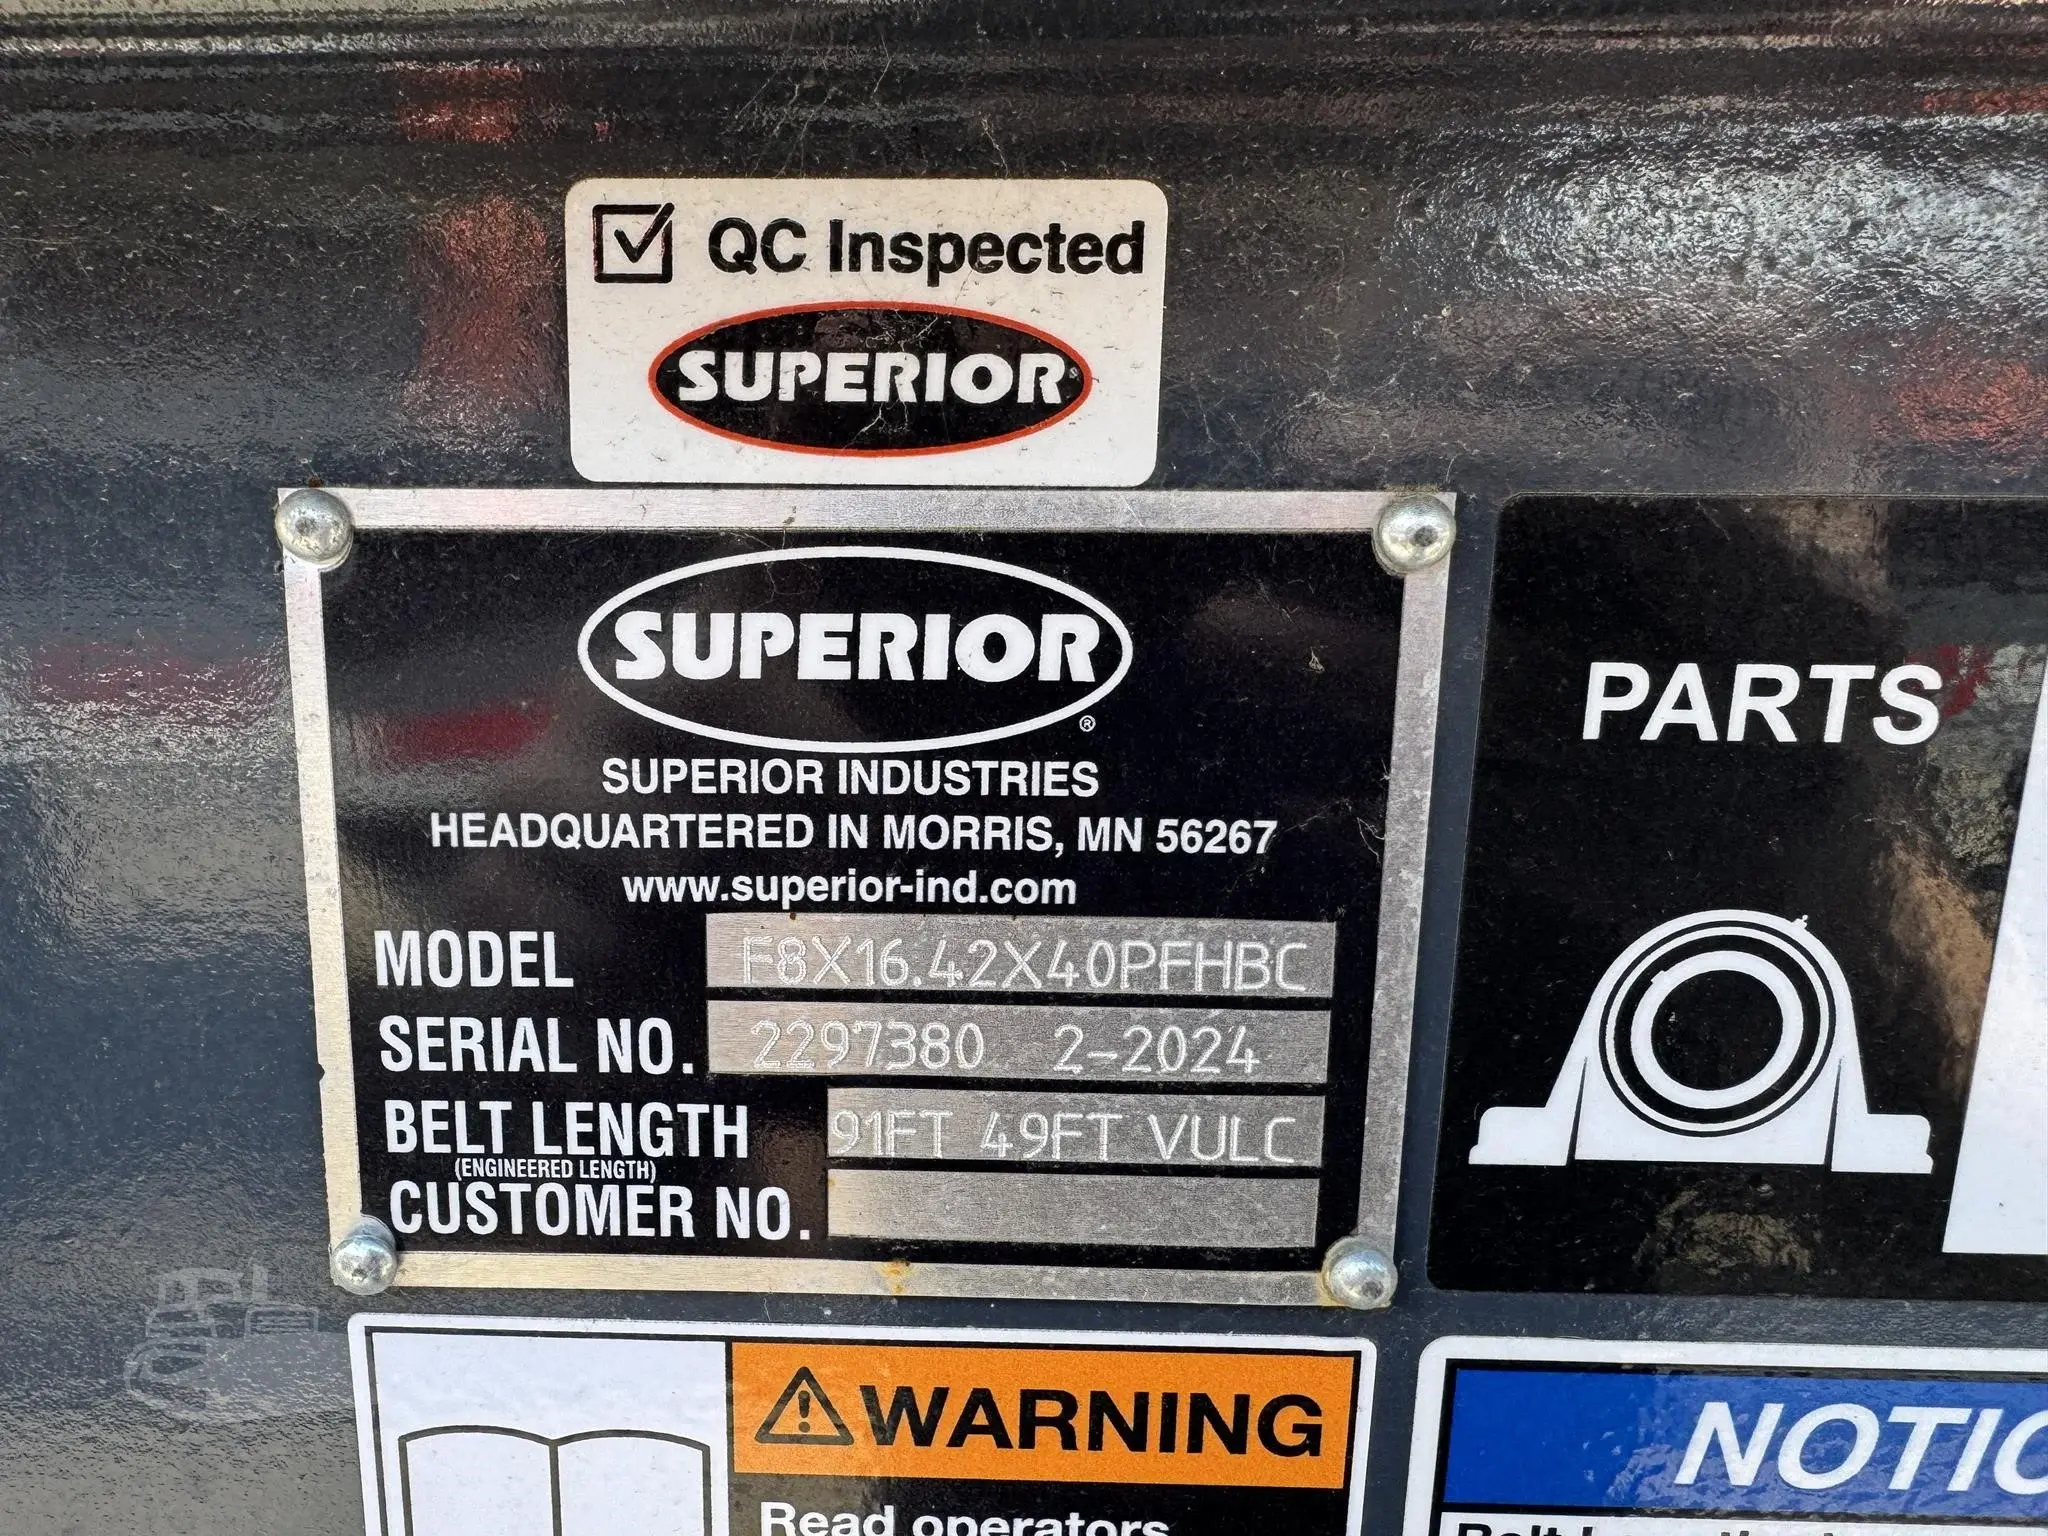 QC Inspected
SUPERIOR
SUPERIOR®
SUPERIOR INDUSTRIES
HEADQUARTERED IN MORRIS, MN 56267
www.superior-ind.com
MODEL F8X16.42X40PFHBC
SERIAL NO. 2297380 2-2024
BELT LENGTH 91FT 49FT VULC
(ENGINEERED LENGTH)
CUSTOMER NO.
PARTS
WARNING
Read operators
NOTIC